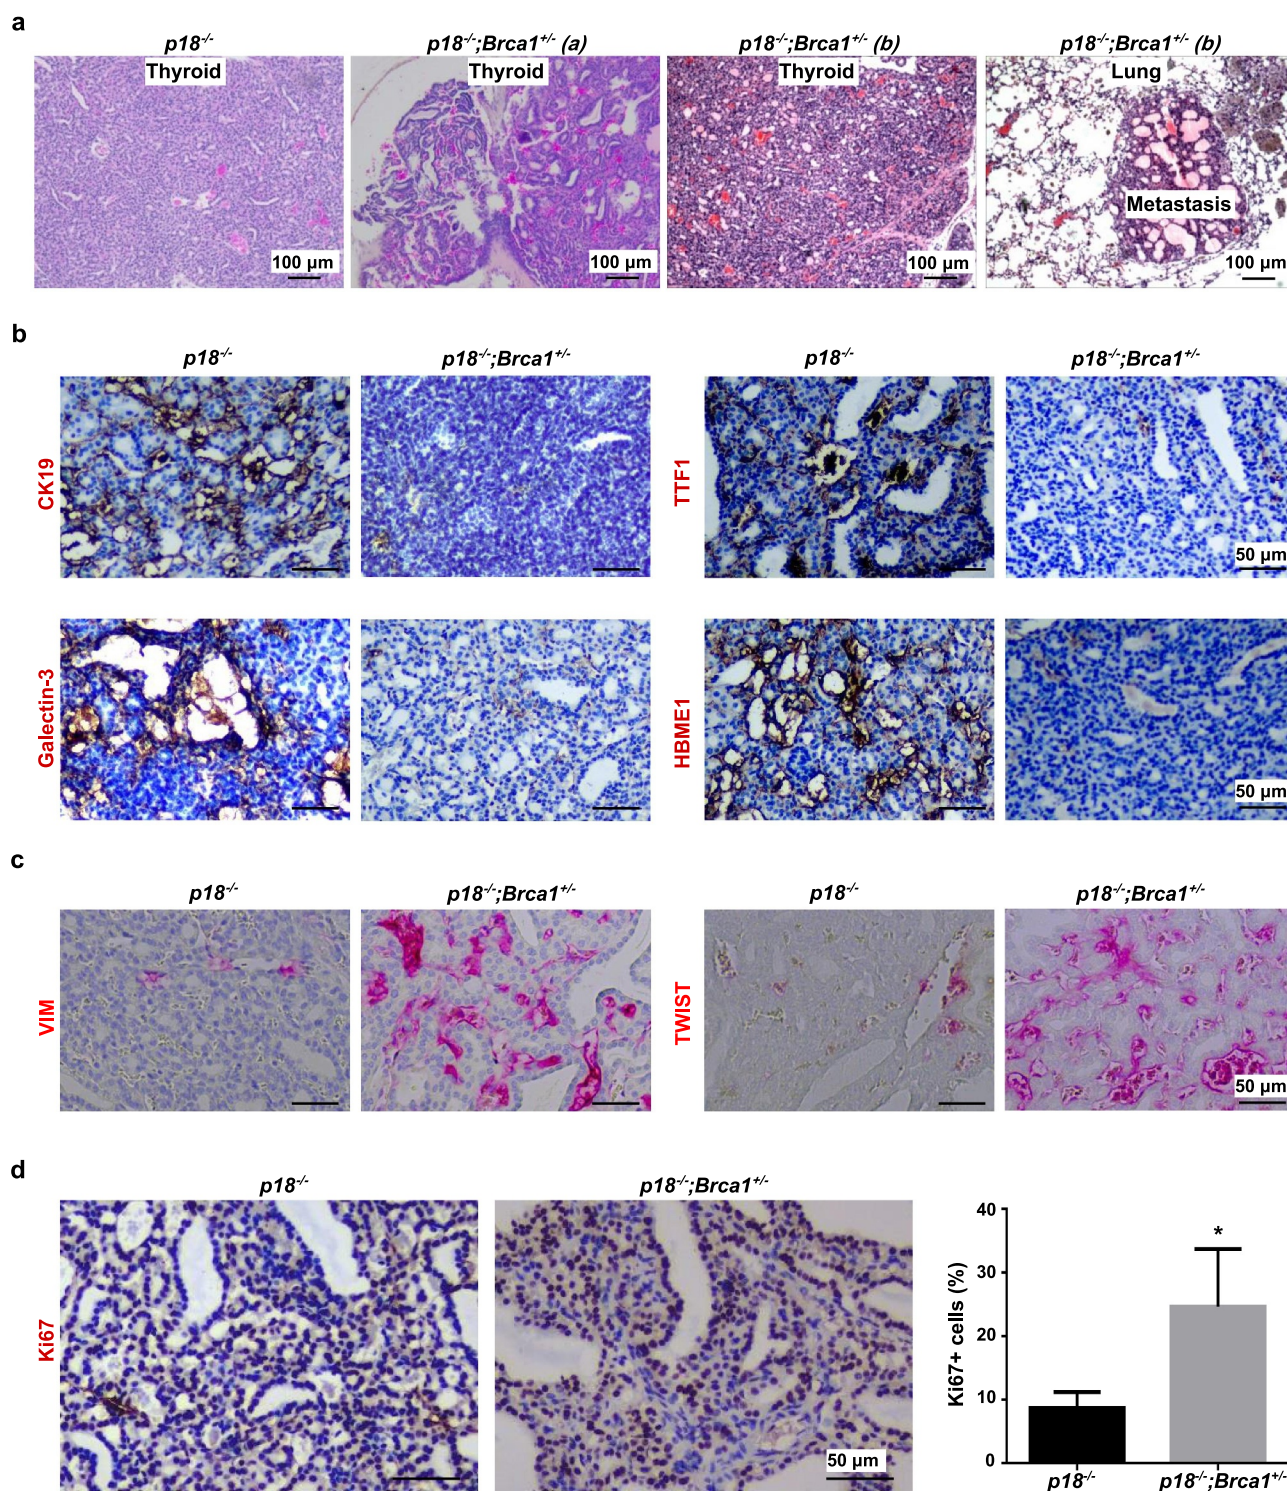 a
p18-/-
p18-/-;Brca1+/- (a)
p18-/-;Brca1+/- (b)
p18-/-;Brca1+/- (b)
Thyroid
Thyroid
Thyroid
Lung
Metastasis
100 μm
100 μm
100 μm
100 μm
b
p18-/-
p18-/-;Brca1+/-
p18-/-
p18-/-;Brca1+/-
CK19
TTF1
50 μm
Galectin-3
HBME1
50 μm
c
p18-/-
p18-/-;Brca1+/-
p18-/-
p18-/-;Brca1+/-
VIM
TWIST
50 μm
d
p18-/-
p18-/-;Brca1+/-
Ki67
50 μm
Ki67+ cells (%)
40
30
20
10
0
*
p18-/-
p18-/-;Brca1+/-